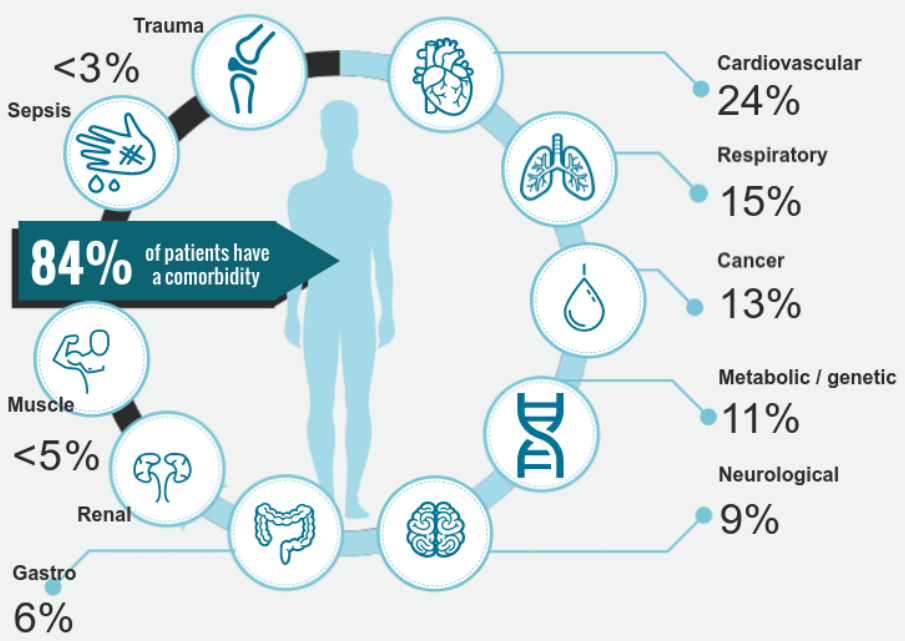 Trauma
<3%
Sepsis
84% of patients have
a comorbidity
Muscle
<5%
Renal
Gastro
6%
Cardiovascular
24%
Respiratory
15%
Cancer
13%
Metabolic / genetic
11%
Neurological
9%